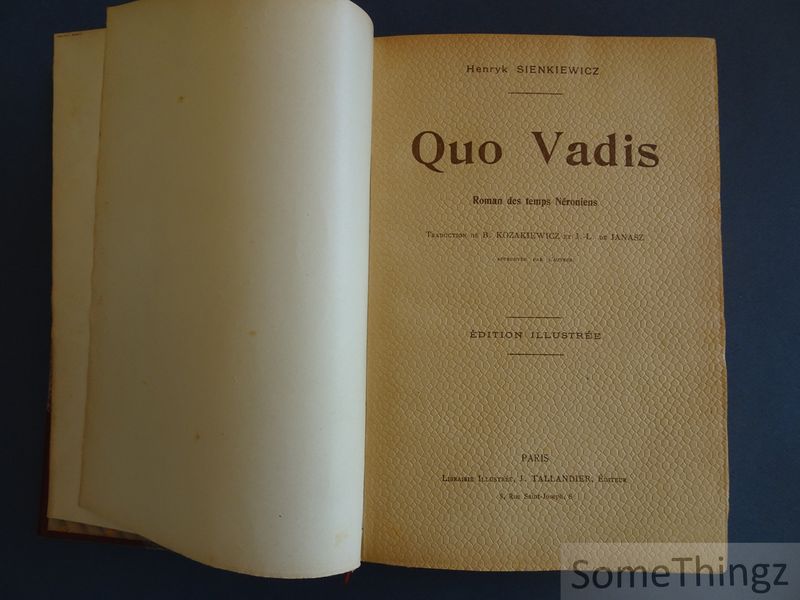 Henryk SIENKIEWICZ
Quo Vadis
Roman des temps Néroniens
TRADUCTION DE B. KOZAKIEWICZ ET J.-L. DE JANASZ
APPROUVÉE PAR L'AUTEUR
ÉDITION ILLUSTRÉE
PARIS
LIBRAIRIE ILLUSTRÉE, J. TALLANDIER, ÉDITEUR
8, Rue Saint-Joseph, 8
SomeThingz